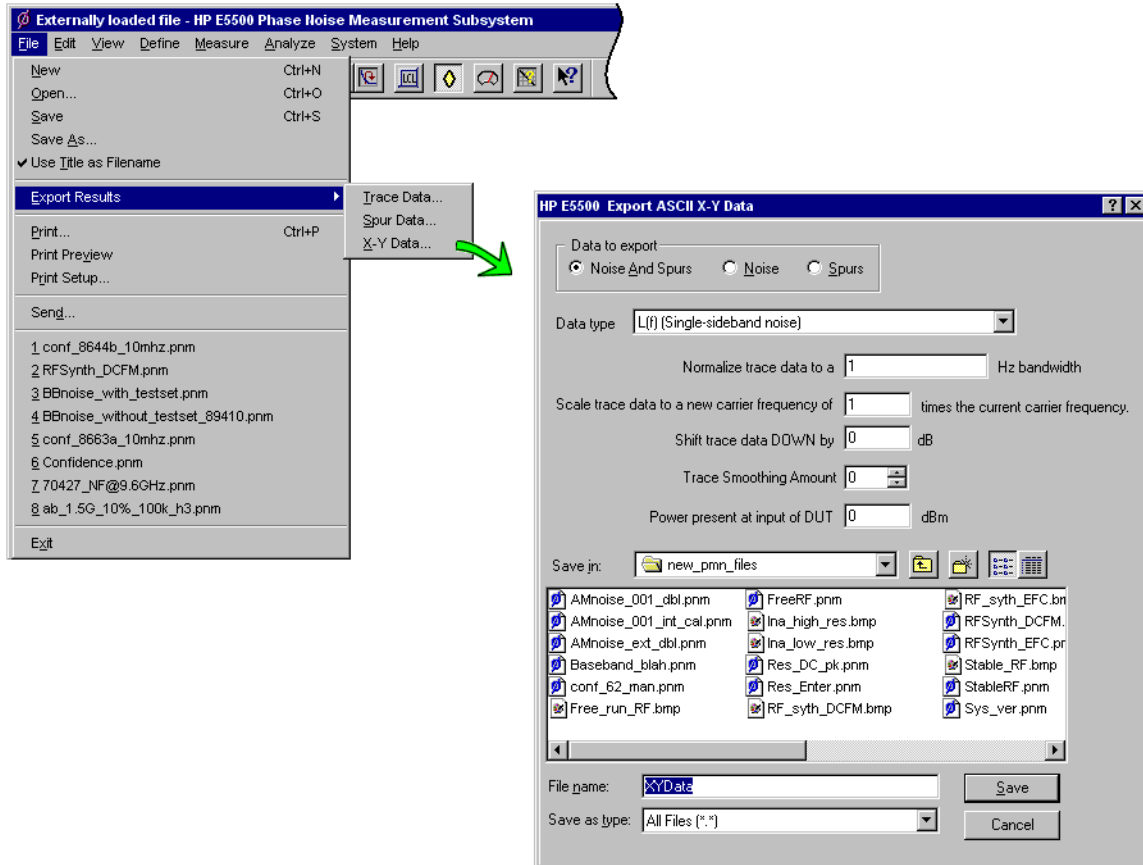 Externally loaded file - HP E5500 Phase Noise Measurement Subsystem
File Edit View Define Measure Analyze System Help
New Ctrl+N
Open... Ctrl+O
Save Ctrl+S
Save As...
Use Title as Filename
Export Results
Print... Ctrl+P
Print Preview
Print Setup...
Send...
1 conf_8644b_10mhz.pnm
2 RFSynth_DCFM.pnm
3 BBnoise_with_testset.pnm
4 BBnoise_without_testset_89410.pnm
5 conf_8663a_10mhz.pnm
6 Confidence.pnm
7 70427_NF@9.6GHz.pnm
8 ab_1.5G_10%_100k_h3.pnm
Exit
LCL
Trace Data...
Spur Data...
X-Y Data...
HP E5500 Export ASCII X-Y Data
Data to export
Noise And Spurs Noise Spurs
Data type L(f) (Single-sideband noise)
Normalize trace data to a 1 Hz bandwidth
Scale trace data to a new carrier frequency of 1 times the current carrier frequency.
Shift trace data DOWN by 0 dB
Trace Smoothing Amount 0
Power present at input of DUT 0 dBm
Save in: new_pmn_files
AMnoise_001_dbl.pnm FreeRF.pnm RF_syth_EFC.bm
AMnoise_001_int_cal.pnm lna_high_res.bmp RFSynth_DCFM.
AMnoise_ext_dbl.pnm lna_low_res.bmp RFSynth_EFC.pr
Baseband_blah.pnm Res_DC_pk.pnm Stable_RF.bmp
conf_62_man.pnm Res_Enter.pnm StableRF.pnm
Free_run_RF.bmp RF_syth_DCFM.bmp Sys_ver.pnm
File name: XYData Save
Save as type: All Files (*.*) Cancel